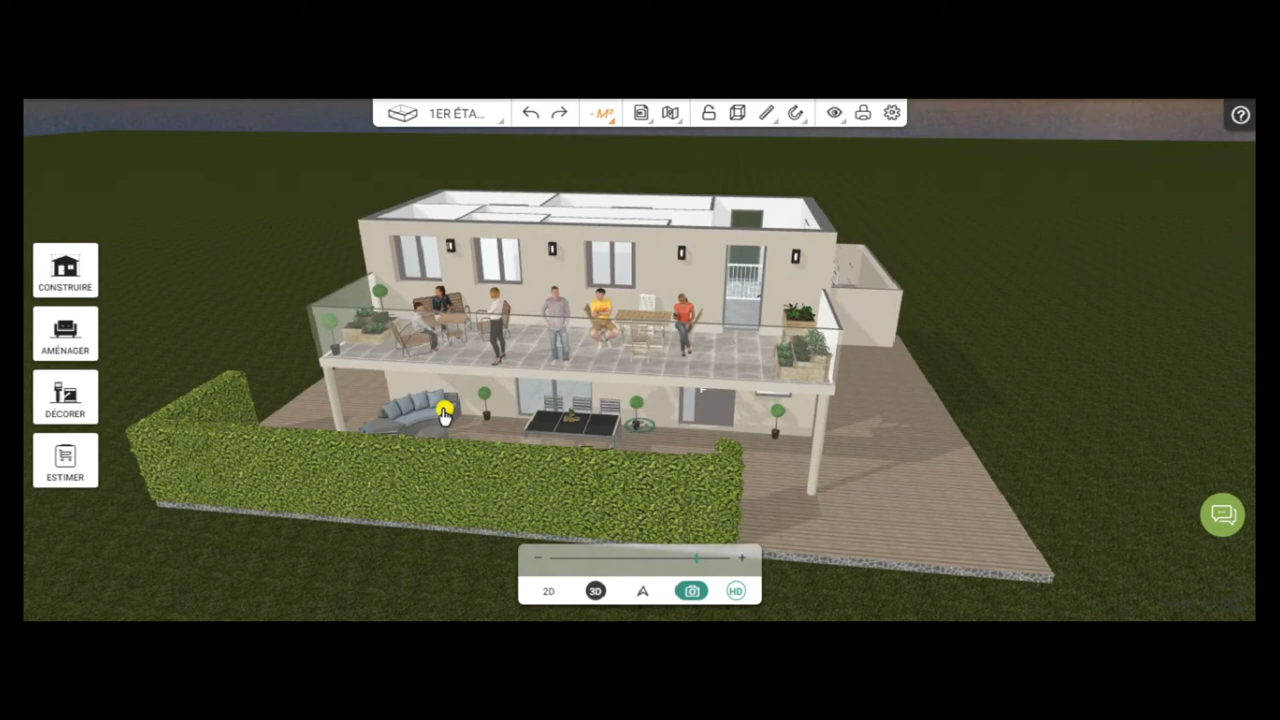 1ER ÉTA...
- M²
CONSTRUIRE
AMÉNAGER
DÉCORER
ESTIMER
2D
3D
HD